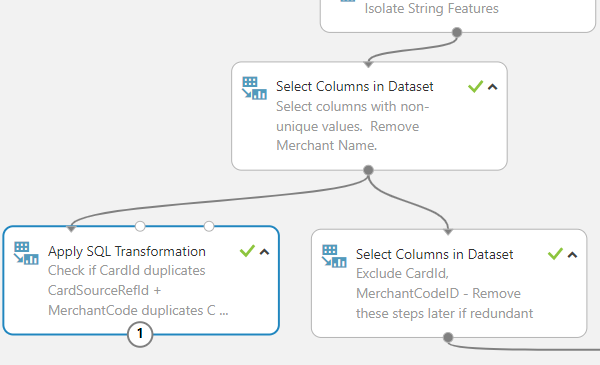 Isolate String Features
Select Columns in Dataset
Select columns with non-
unique values.  Remove
Merchant Name.
Apply SQL Transformation
Check if CardId duplicates
CardSourceRefId +
MerchantCode duplicates C ...
1
Select Columns in Dataset
Exclude CardId,
MerchantCodeID - Remove
these steps later if redundant